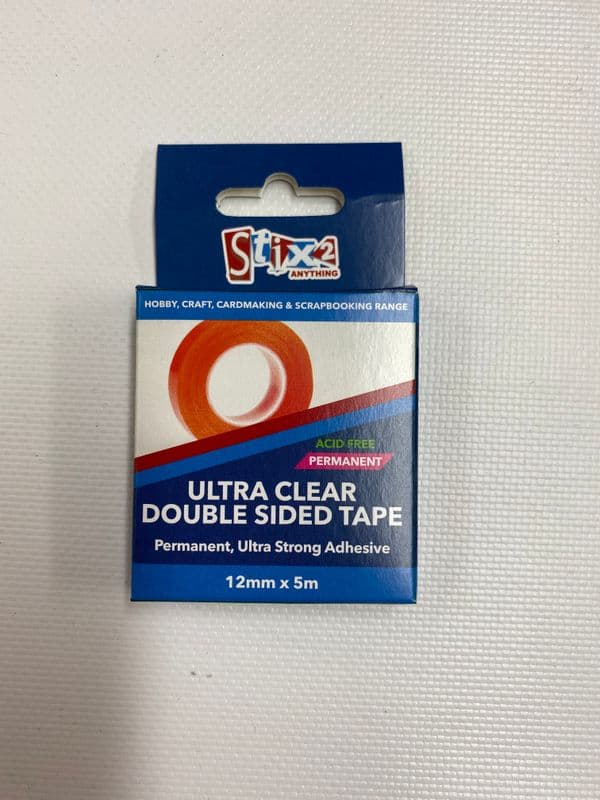 Stix2
ANYTHING
HOBBY, CRAFT, CARDMAKING & SCRAPBOOKING RANGE
ACID FREE
PERMANENT
ULTRA CLEAR
DOUBLE SIDED TAPE
Permanent, Ultra Strong Adhesive
12mm x 5m